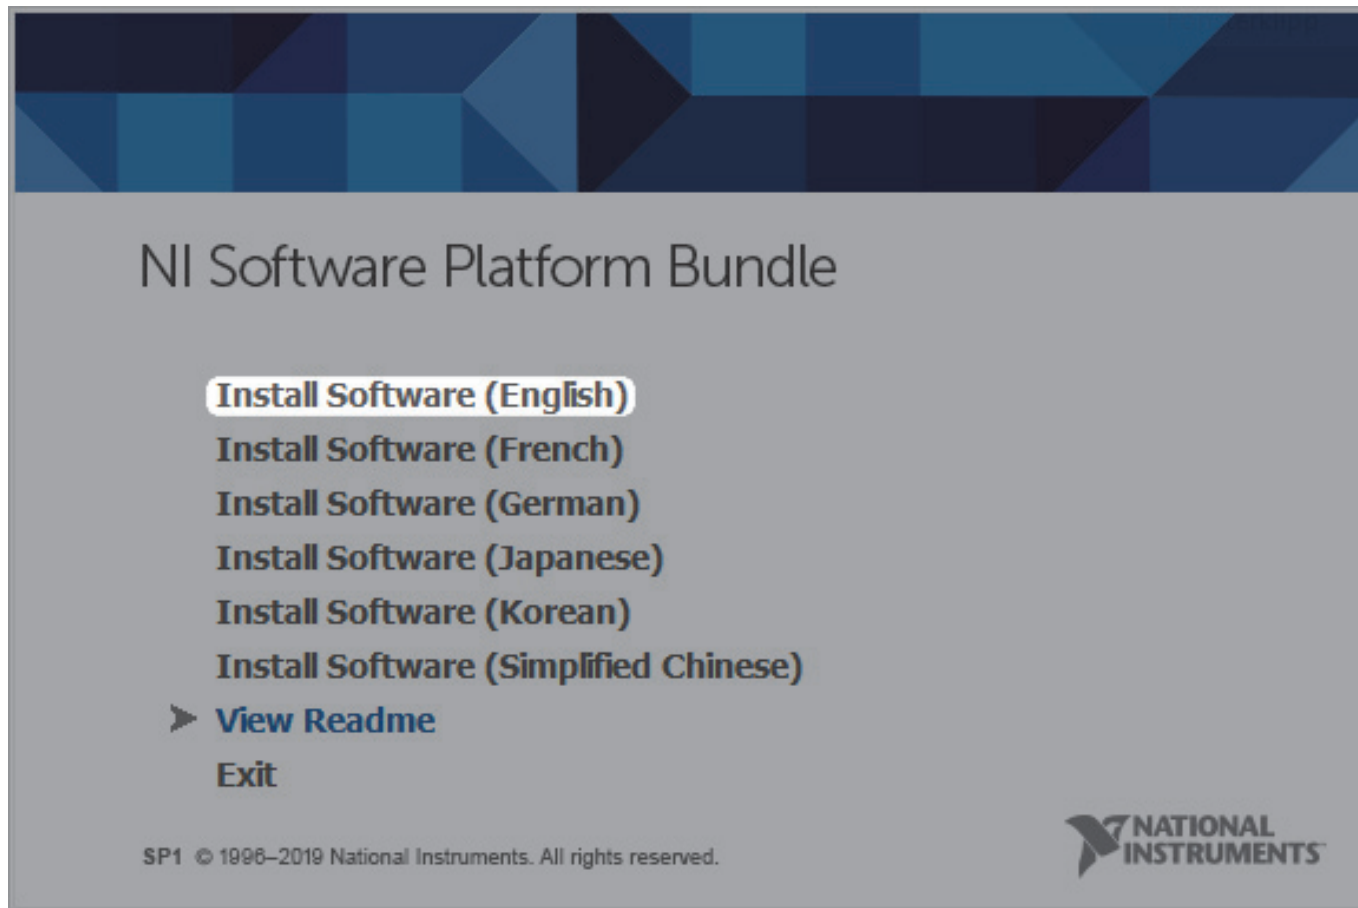 NI Software Platform Bundle
Install Software (English)
Install Software (French)
Install Software (German)
Install Software (Japanese)
Install Software (Korean)
Install Software (Simplified Chinese)
View Readme
Exit
SP1 © 1996–2019 National Instruments. All rights reserved.
NATIONAL
INSTRUMENTS